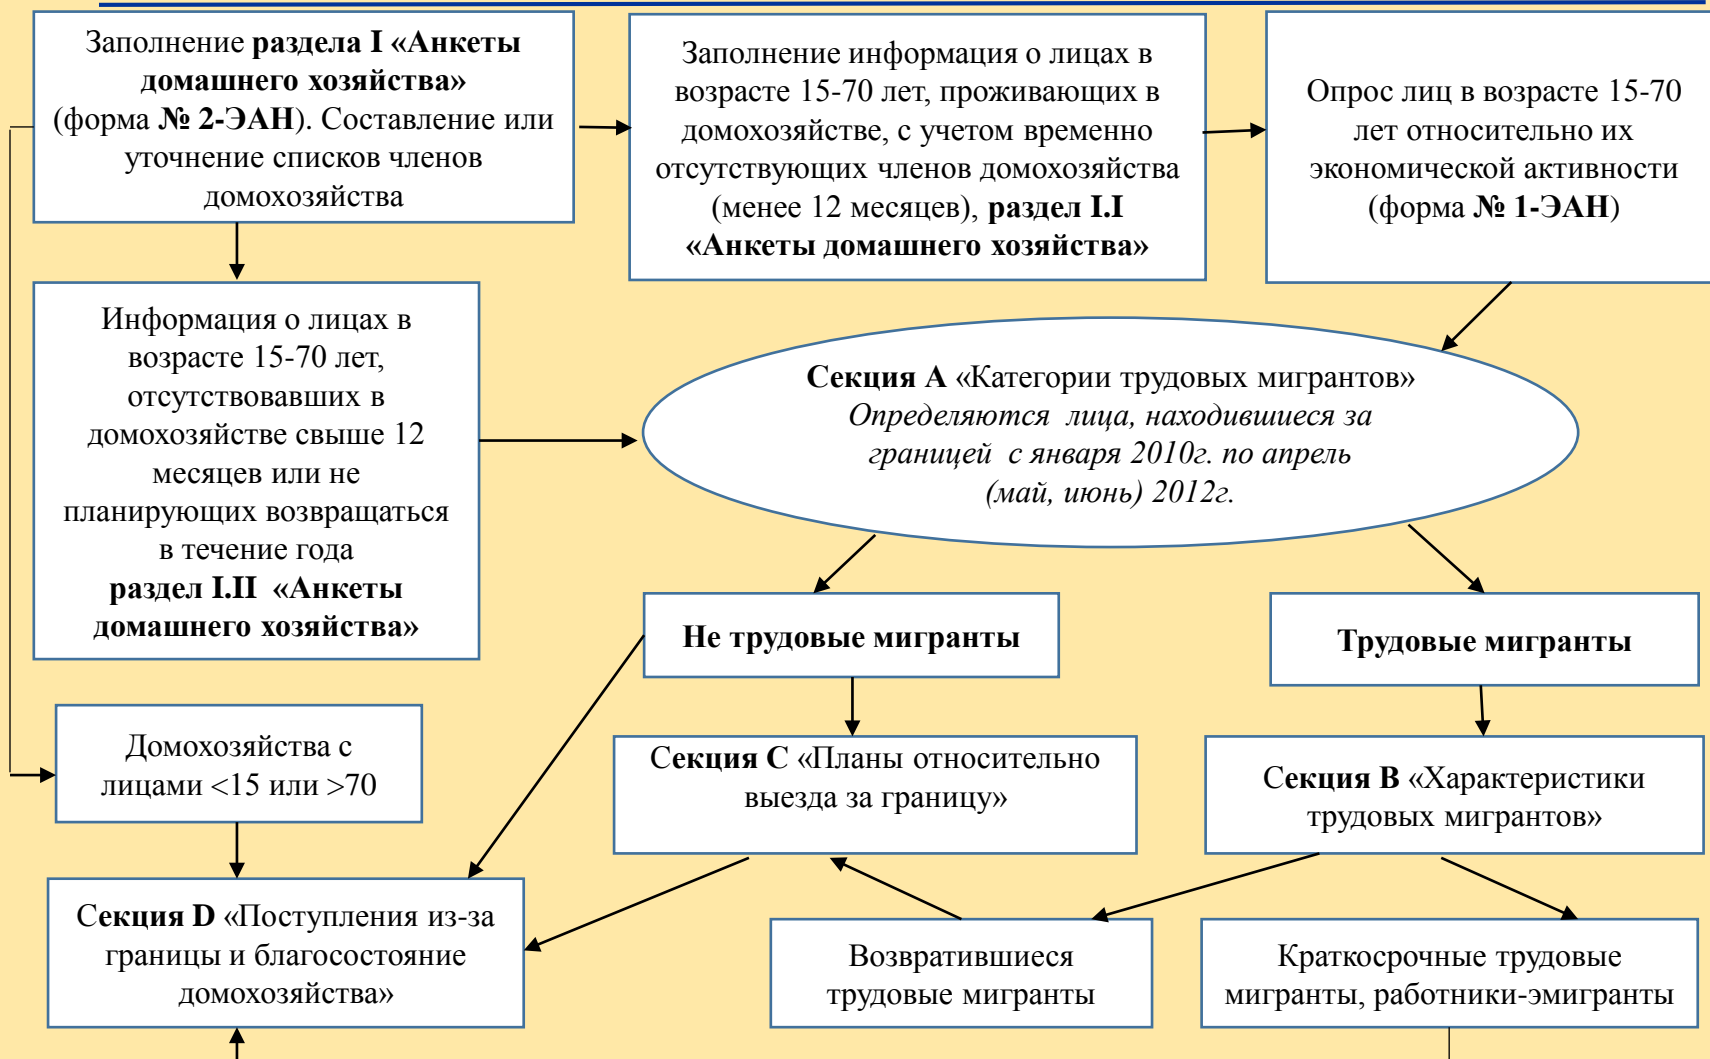 Заполнение раздела I «Анкеты
домашнего хозяйства»
(форма № 2-ЭАН). Составление или
уточнение списков членов
домохозяйства
Заполнение информация о лицах в
возрасте 15-70 лет, проживающих в
домохозяйстве, с учетом временно
отсутствующих членов домохозяйства
(менее 12 месяцев), раздел I.I
«Анкеты домашнего хозяйства»
Опрос лиц в возрасте 15-70
лет относительно их
экономической активности
(форма № 1-ЭАН)
Информация о лицах в
возрасте 15-70 лет,
отсутствовавших в
домохозяйстве свыше 12
месяцев или не
планирующих возвращаться
в течение года
раздел I.II «Анкеты
домашнего хозяйства»
Секция А «Категории трудовых мигрантов»
Определяются лица, находившиеся за
границей с января 2010г. по апрель
(май, июнь) 2012г.
Не трудовые мигранты
Трудовые мигранты
Домохозяйства с
лицами <15 или >70
Секция С «Планы относительно
выезда за границу»
Секция В «Характеристики
трудовых мигрантов»
Секция D «Поступления из-за
границы и благосостояние
домохозяйства»
Возвратившиеся
трудовые мигранты
Краткосрочные трудовые
мигранты, работники-эмигранты